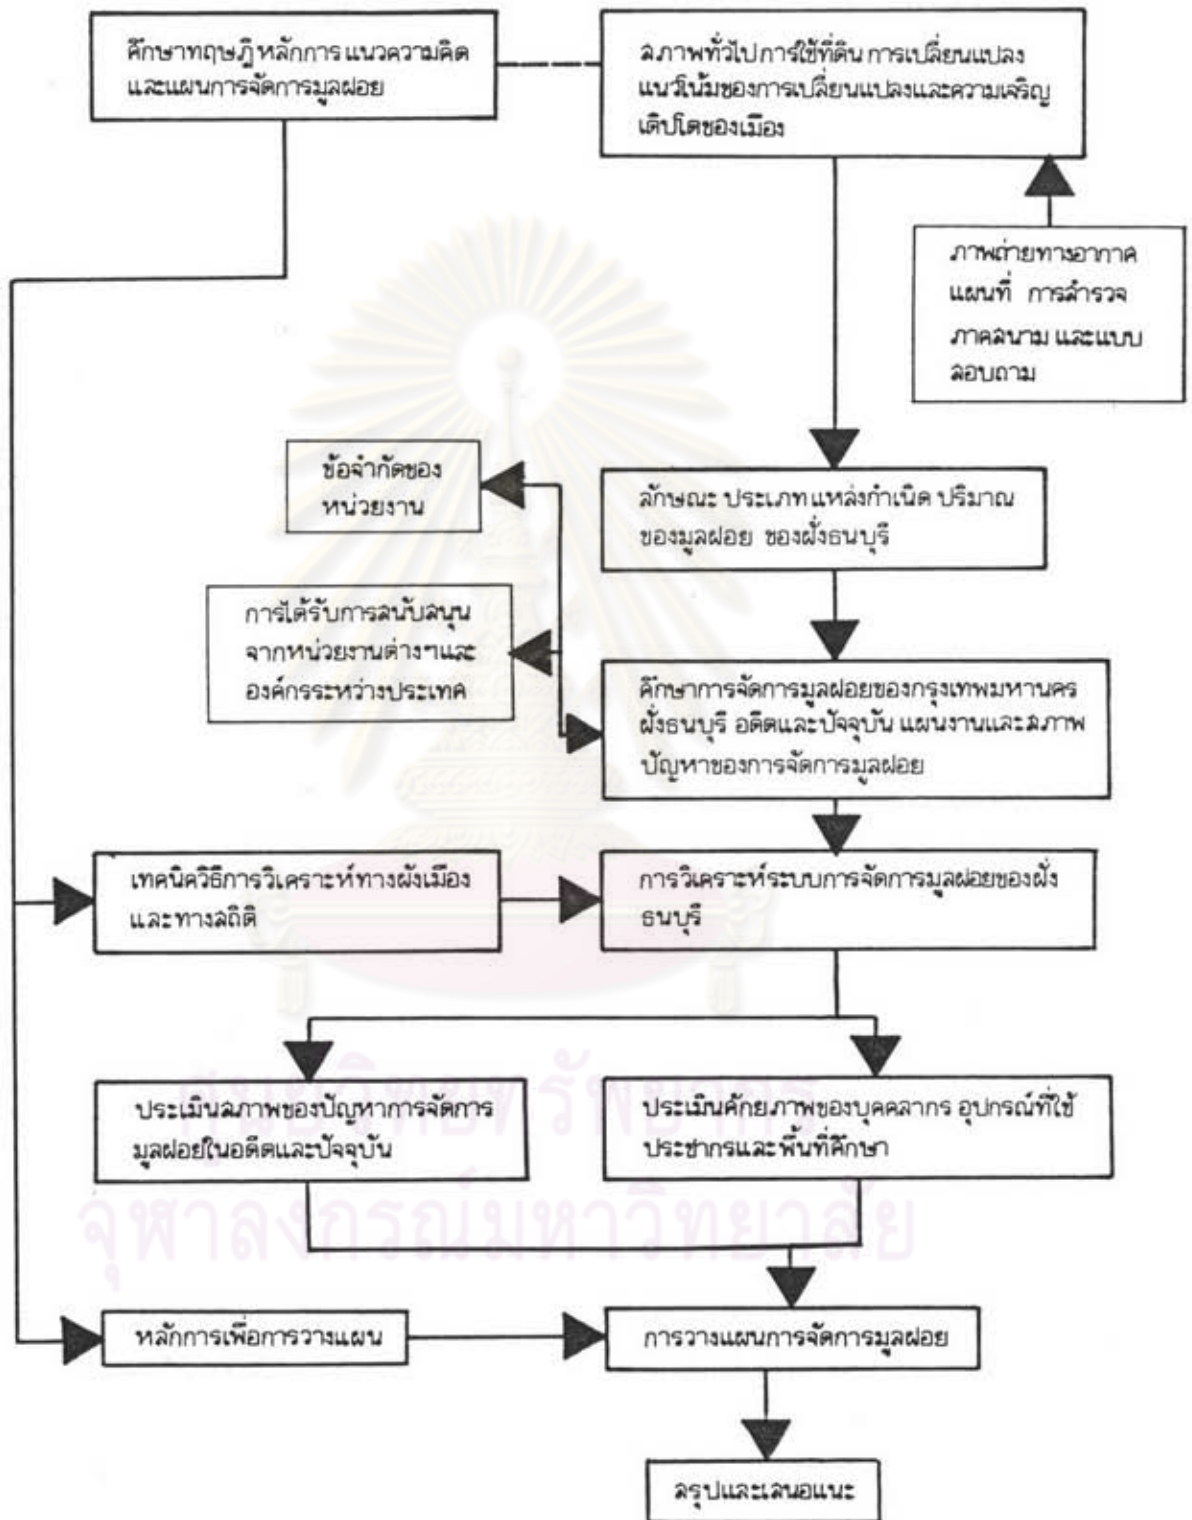 ศึกษาทฤษฎี หลักการ แนวความคิด
และแผนการจัดการมูลฝอย
สภาพทั่วไป การใช้ที่ดิน การเปลี่ยนแปลง
แนวโน้มของการเปลี่ยนแปลงและความเจริญ
เติบโตของเมือง
ภาพถ่ายทางอากาศ
แผนที่ การสำรวจ
ภาคสนาม และแบบ
สอบถาม
ข้อจำกัดของ
หน่วยงาน
ลักษณะ ประเภท แหล่งกำเนิด ปริมาณ
ของมูลฝอย ของฝั่งธนบุรี
การได้รับการสนับสนุน
จากหน่วยงานต่างๆและ
องค์กรระหว่างประเทศ
ศึกษาการจัดการมูลฝอยของกรุงเทพมหานคร
ฝั่งธนบุรี อดีตและปัจจุบัน แผนงานและสภาพ
ปัญหาของการจัดการมูลฝอย
เทคนิควิธีการวิเคราะห์ทางผังเมือง
และทางสถิติ
การวิเคราะห์ระบบการจัดการมูลฝอยของฝั่ง
ธนบุรี
ประเมินสภาพของปัญหาการจัดการ
มูลฝอยในอดีตและปัจจุบัน
ประเมินศักยภาพของบุคคลากร อุปกรณ์ที่ใช้
ประชากรและพื้นที่ศึกษา
ศูนย์วิทยทรัพยากร
จุฬาลงกรณ์มหาวิทยาลัย
หลักการเพื่อการวางแผน
การวางแผนการจัดการมูลฝอย
สรุปและเสนอแนะ